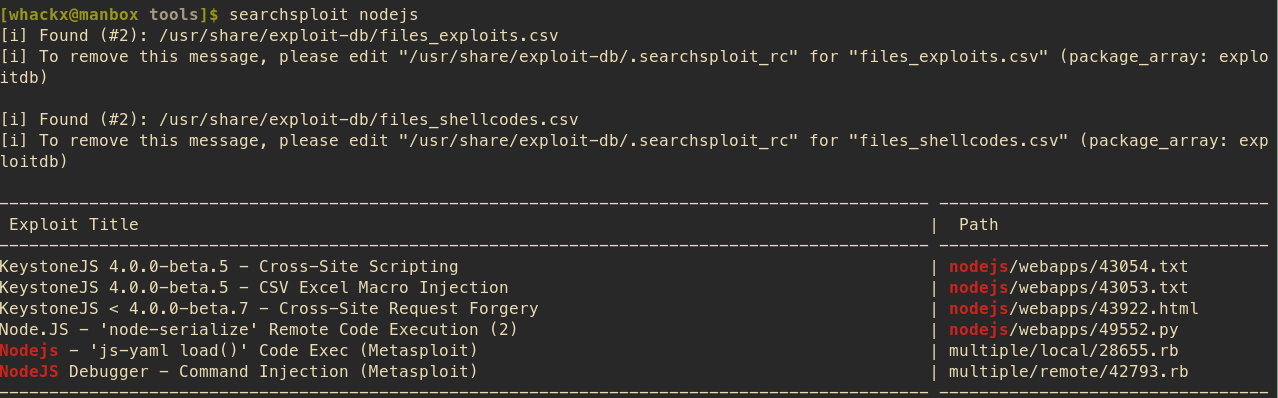 [whackx@manbox tools]$ searchsploit nodejs
[i] Found (#2): /usr/share/exploit-db/files_exploits.csv
[i] To remove this message, please edit "/usr/share/exploit-db/.searchsploit_rc" for "files_exploits.csv" (package_array: explo
itdb)
[i] Found (#2): /usr/share/exploit-db/files_shellcodes.csv
[i] To remove this message, please edit "/usr/share/exploit-db/.searchsploit_rc" for "files_shellcodes.csv" (package_array: exp
loitdb)
Exploit Title | Path
KeystoneJS 4.0.0-beta.5 - Cross-Site Scripting | nodejs/webapps/43054.txt
KeystoneJS 4.0.0-beta.5 - CSV Excel Macro Injection | nodejs/webapps/43053.txt
KeystoneJS < 4.0.0-beta.7 - Cross-Site Request Forgery | nodejs/webapps/43922.html
Node.JS - 'node-serialize' Remote Code Execution (2) | nodejs/webapps/49552.py
Nodejs - 'js-yaml load()' Code Exec (Metasploit) | multiple/local/28655.rb
NodeJS Debugger - Command Injection (Metasploit) | multiple/remote/42793.rb